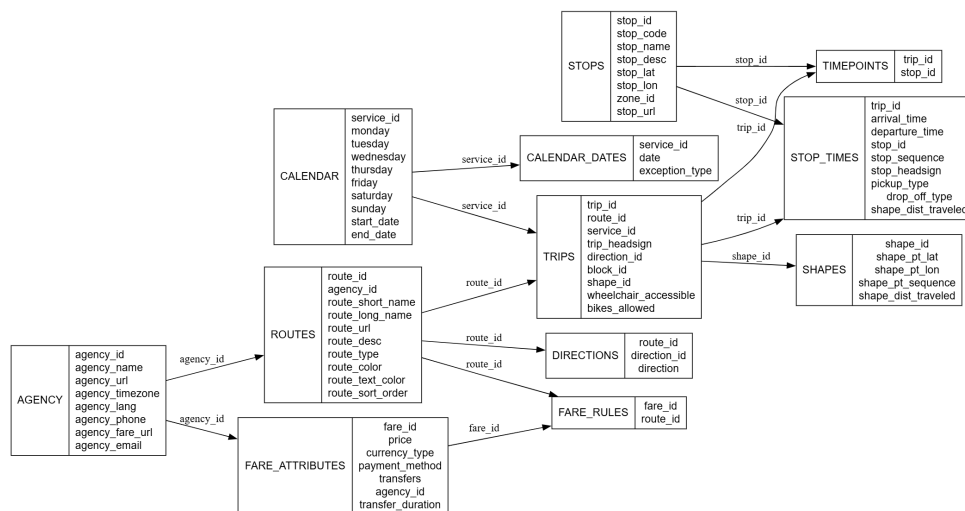 STOPS
stop_id
stop_code
stop_name
stop_desc
stop_lat
stop_lon
zone_id
stop_url
stop_id
stop_id
TIMEPOINTS
trip_id
stop_id
CALENDAR
service_id
monday
tuesday
wednesday
thursday
friday
saturday
sunday
start_date
end_date
service_id
service_id
CALENDAR_DATES
service_id
date
exception_type
trip_id
STOP_TIMES
trip_id
arrival_time
departure_time
stop_id
stop_sequence
stop_headsign
pickup_type
drop_off_type
shape_dist_traveled
TRIPS
trip_id
route_id
service_id
trip_headsign
direction_id
block_id
shape_id
wheelchair_accessible
bikes_allowed
trip_id
shape_id
SHAPES
shape_id
shape_pt_lat
shape_pt_lon
shape_pt_sequence
shape_dist_traveled
ROUTES
route_id
agency_id
route_short_name
route_long_name
route_url
route_desc
route_type
route_color
route_text_color
route_sort_order
route_id
route_id
route_id
DIRECTIONS
route_id
direction_id
direction
AGENCY
agency_id
agency_name
agency_url
agency_timezone
agency_lang
agency_phone
agency_fare_url
agency_email
agency_id
agency_id
FARE_RULES
fare_id
route_id
FARE_ATTRIBUTES
fare_id
price
currency_type
payment_method
transfers
agency_id
transfer_duration
fare_id